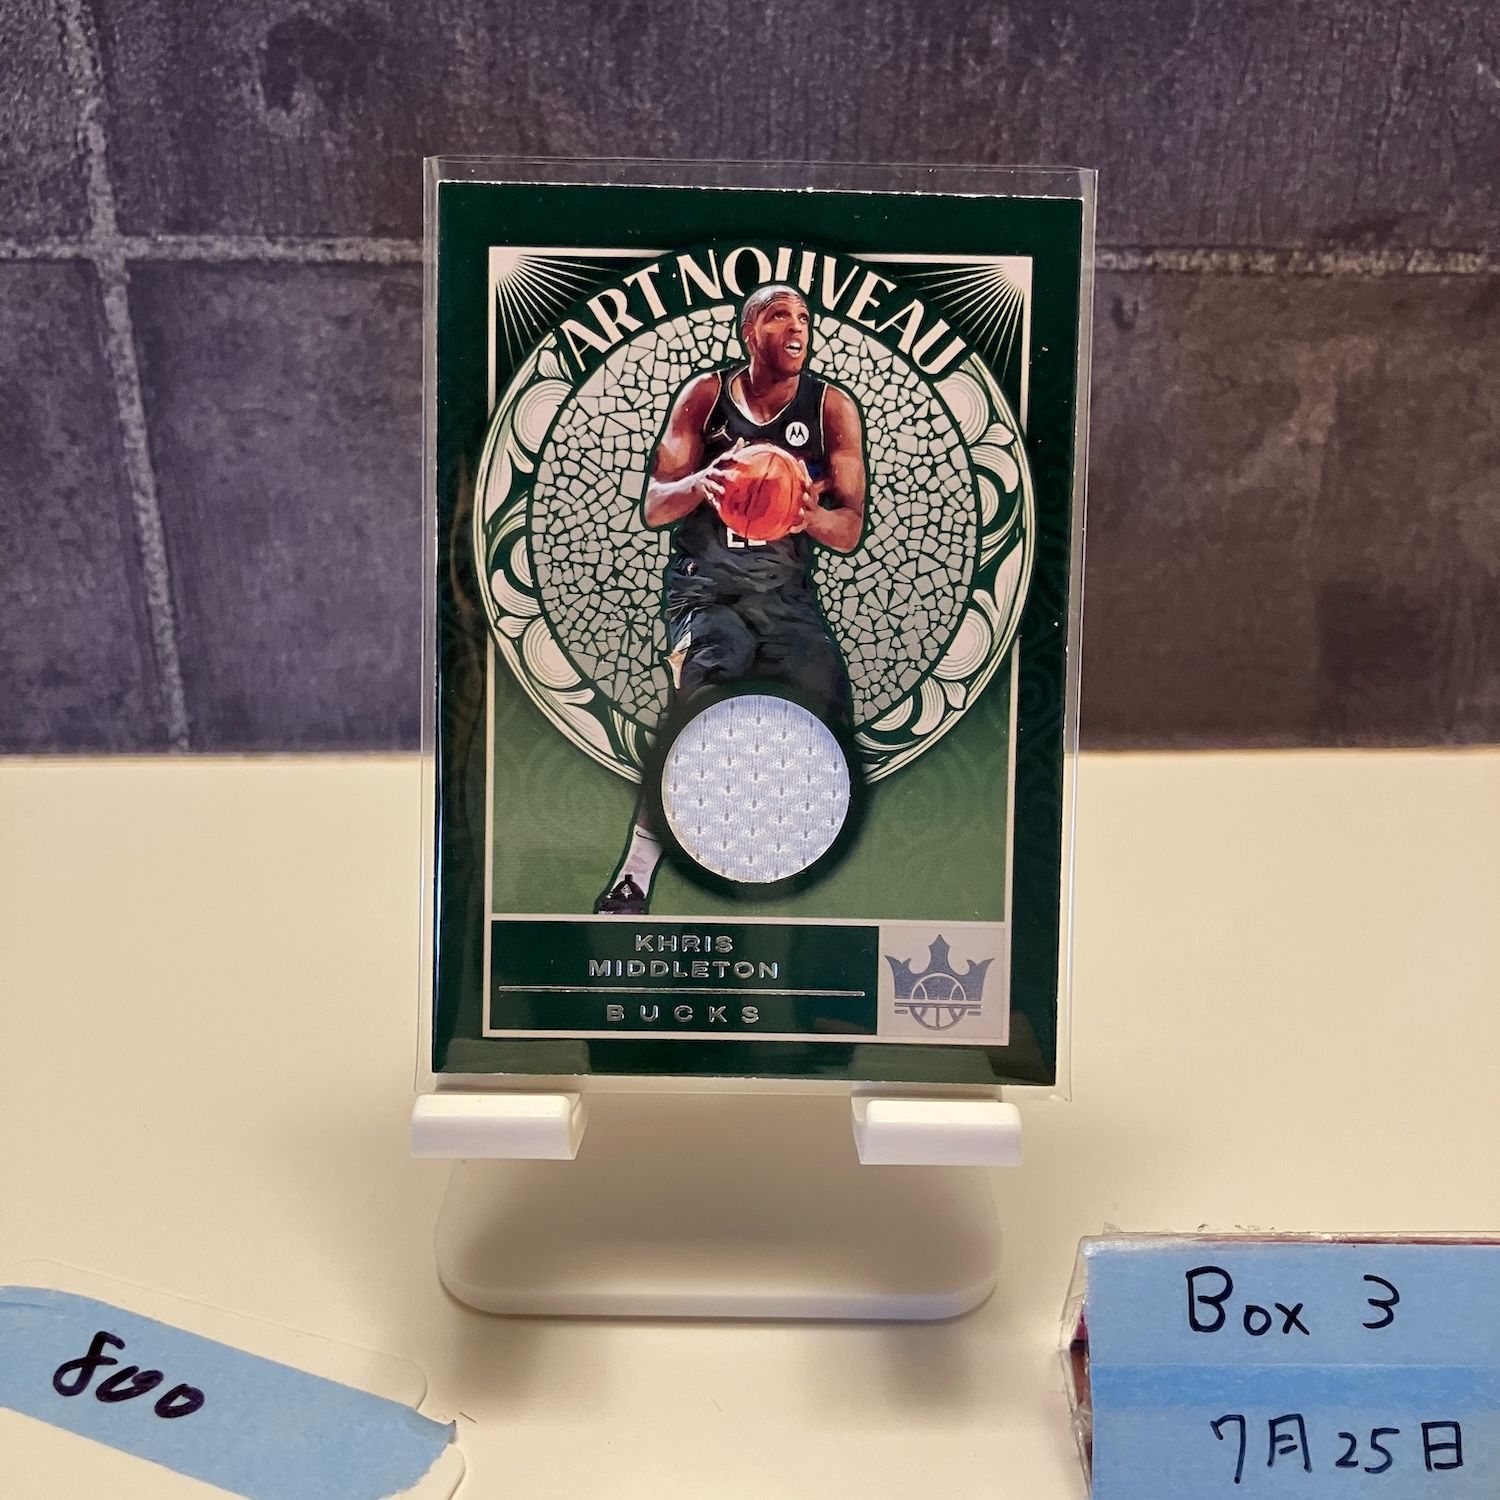 ART NOUVEAU
KHRIS
MIDDLETON
BUCKS
800
Box 3
7月25日